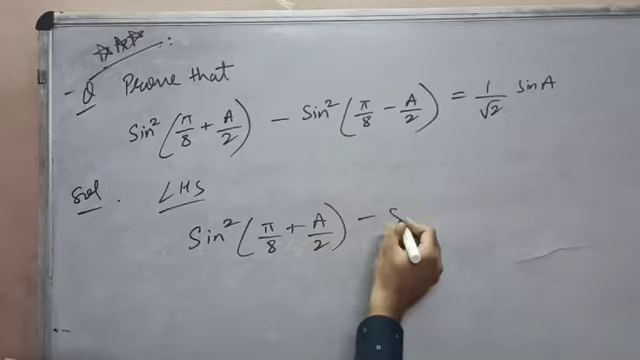 ☆☆☆ :
- Q Prove that
Sin²(π/8 + A/2) - Sin²(π/8 - A/2) = 1/√2 sin A
Sol. LHS
Sin²(π/8 + A/2) - S